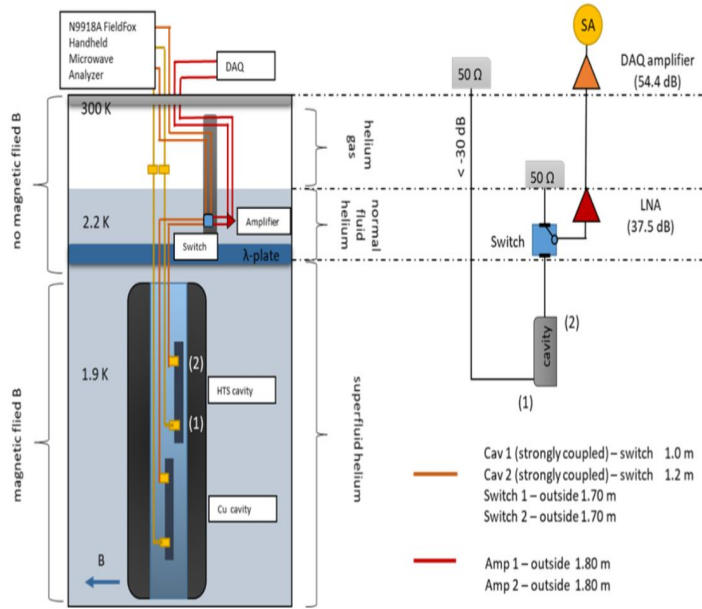 N9918A FieldFox
Handheld
Microwave
Analyzer
DAQ
300 K
no magnetic flied B
helium
gas
2.2 K
normal
fluid
helium
Amplifier
Switch
λ-plate
1.9 K
magnetic flied B
superfluid helium
(2)
HTS cavity
(1)
Cu cavity
B
SA
DAQ amplifier
(54.4 dB)
50 Ω
< -30 dB
50 Ω
LNA
(37.5 dB)
Switch
cavity
(2)
(1)
Cav 1 (strongly coupled) – switch 1.0 m
Cav 2 (strongly coupled) – switch 1.2 m
Switch 1 – outside 1.70 m
Switch 2 – outside 1.70 m
Amp 1 – outside 1.80 m
Amp 2 – outside 1.80 m